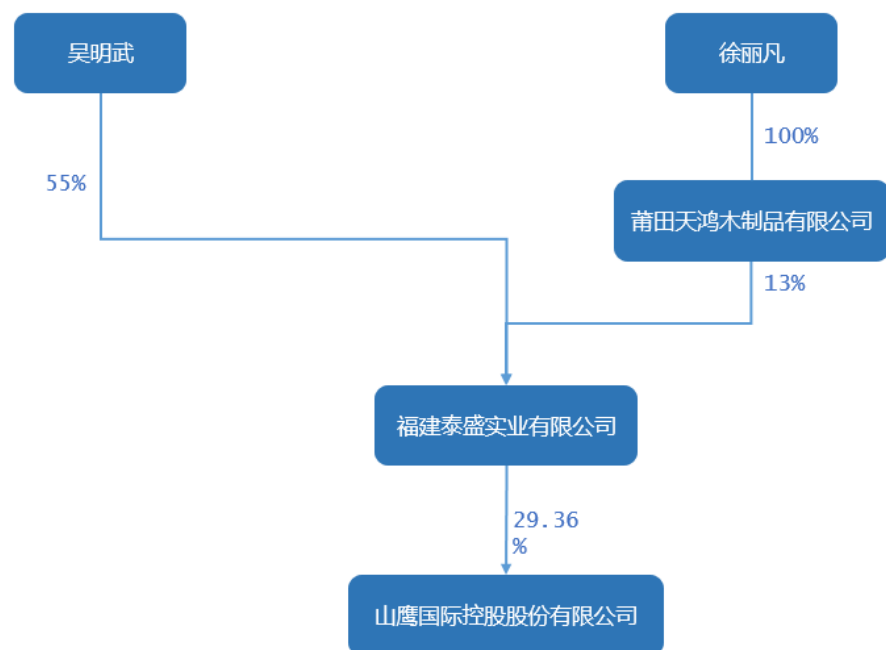 吴明武
徐丽凡
100%
55%
莆田天鸿木制品有限公司
13%
福建泰盛实业有限公司
29.36
%
山鹰国际控股股份有限公司